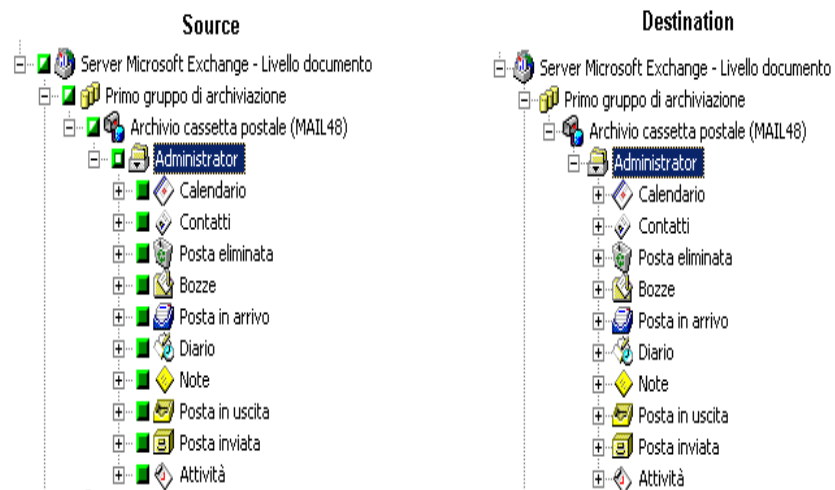 Source
Server Microsoft Exchange - Livello documento
Primo gruppo di archiviazione
Archivio cassetta postale (MAIL48)
Administrator
Calendario
Contatti
Posta eliminata
Bozze
Posta in arrivo
Diario
Note
Posta in uscita
Posta inviata
Attività
Destination
Server Microsoft Exchange - Livello documento
Primo gruppo di archiviazione
Archivio cassetta postale (MAIL48)
Administrator
Calendario
Contatti
Posta eliminata
Bozze
Posta in arrivo
Diario
Note
Posta in uscita
Posta inviata
Attività